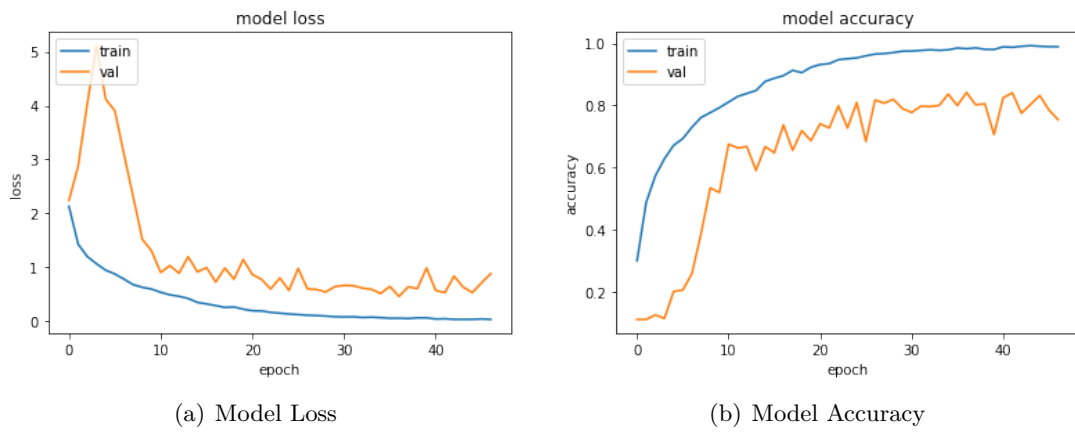 model loss
train
val
5
4
3
2
1
0
loss
0 10 20 30 40
epoch
(a) Model Loss
model accuracy
train
val
1.0
0.8
0.6
0.4
0.2
accuracy
0 10 20 30 40
epoch
(b) Model Accuracy